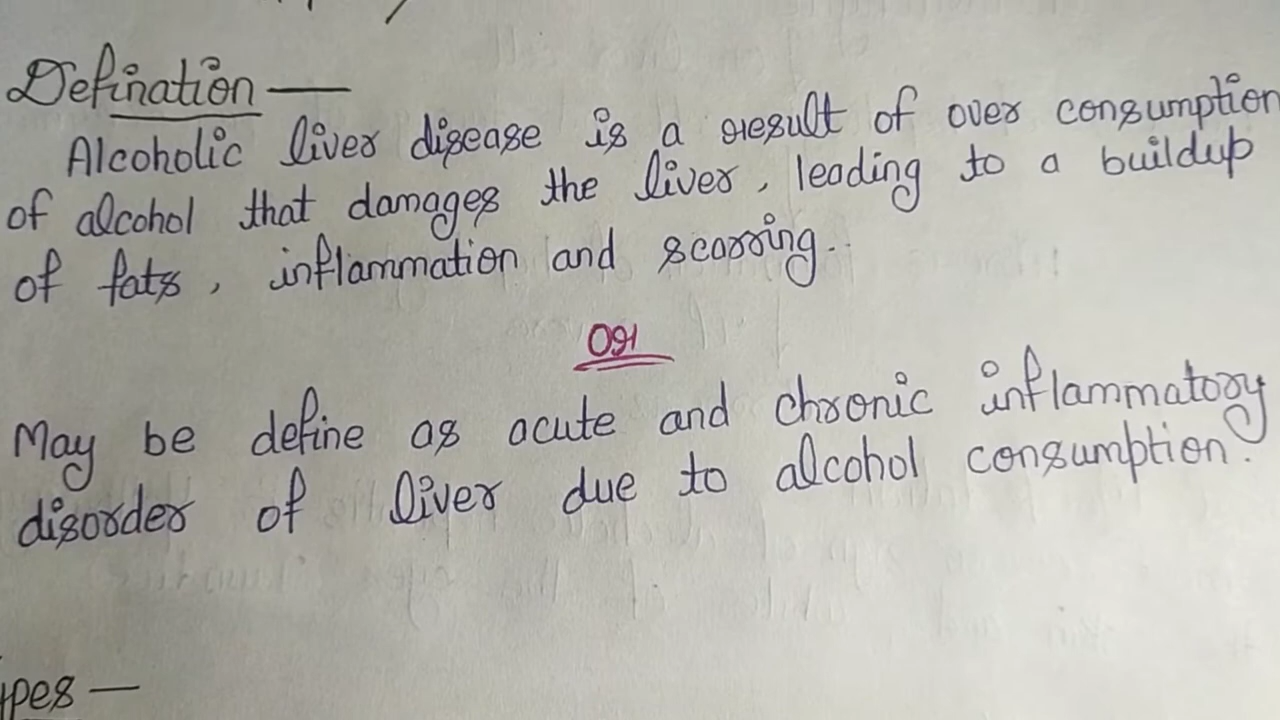 Defination —
Alcoholic liver disease is a result of over consumption
of alcohol that damages the liver, leading to a buildup
of fats, inflammation and scarring.
Or
May be define as acute and chronic inflammatory
disorder of liver due to alcohol consumption.
ypes —